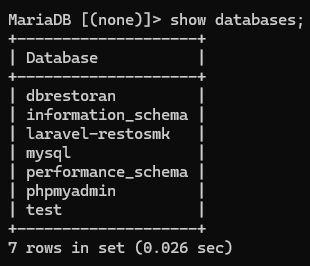 MariaDB [(none)]> show databases;
+--------------------+
| Database           |
+--------------------+
| dbrestoran         |
| information_schema |
| laravel-restosmk   |
| mysql              |
| performance_schema |
| phpmyadmin         |
| test               |
+--------------------+
7 rows in set (0.026 sec)